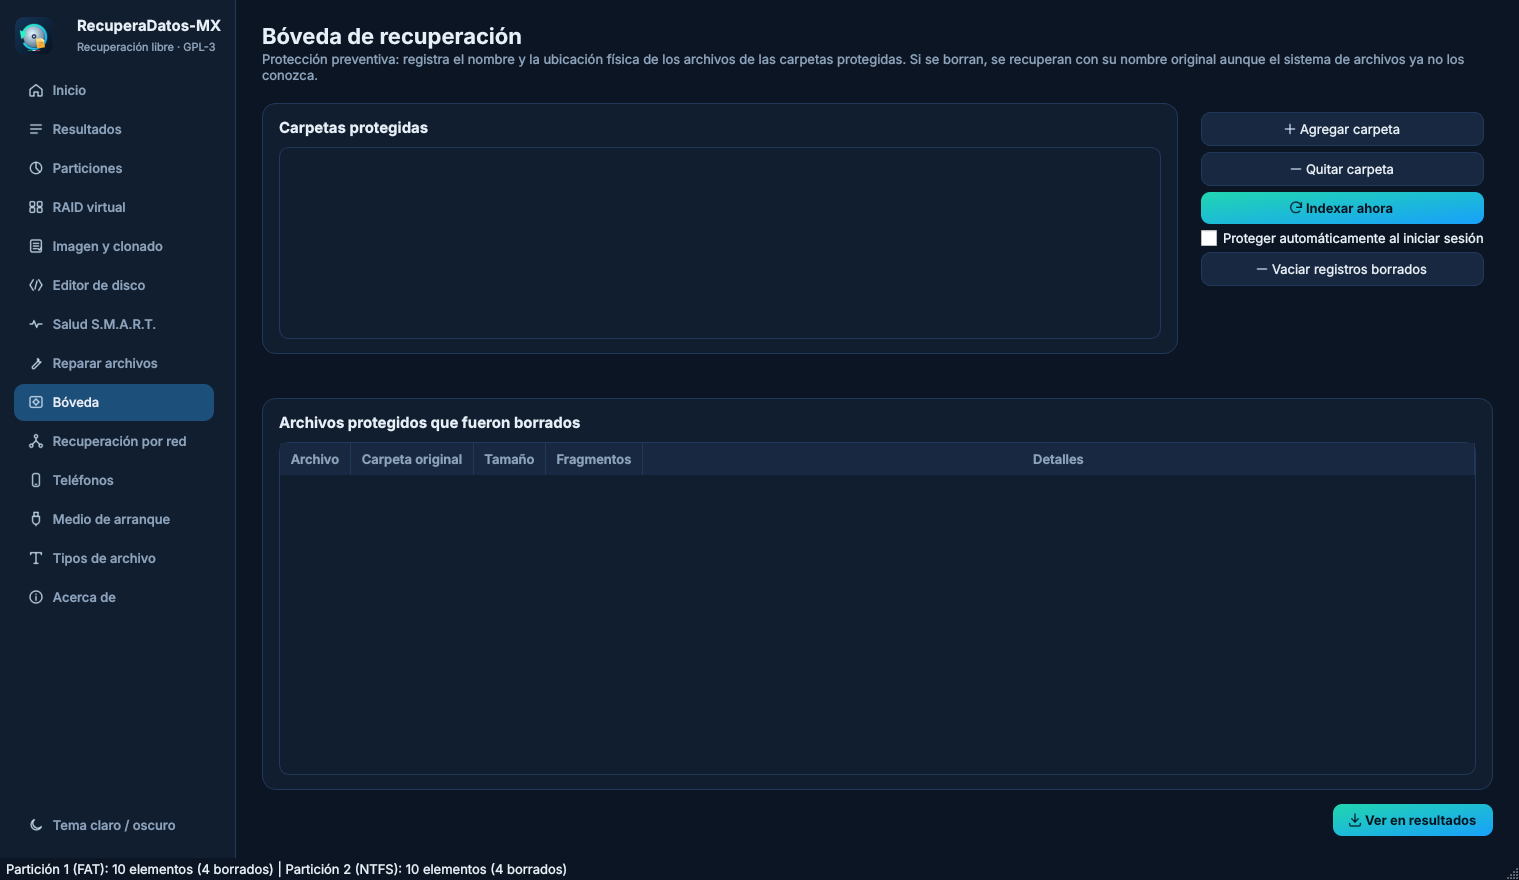 RecuperaDatos-MX
Recuperación libre · GPL-3
Inicio
Resultados
Particiones
RAID virtual
Imagen y clonado
Editor de disco
Salud S.M.A.R.T.
Reparar archivos
Bóveda
Recuperación por red
Teléfonos
Medio de arranque
Tipos de archivo
Acerca de
Tema claro / oscuro
Bóveda de recuperación
Protección preventiva: registra el nombre y la ubicación física de los archivos de las carpetas protegidas. Si se borran, se recuperan con su nombre original aunque el sistema de archivos ya no los
conozca.
Carpetas protegidas
Agregar carpeta
Quitar carpeta
Indexar ahora
Proteger automáticamente al iniciar sesión
Vaciar registros borrados
Archivos protegidos que fueron borrados
Archivo Carpeta original Tamaño Fragmentos Detalles
Ver en resultados
Partición 1 (FAT): 10 elementos (4 borrados) | Partición 2 (NTFS): 10 elementos (4 borrados)